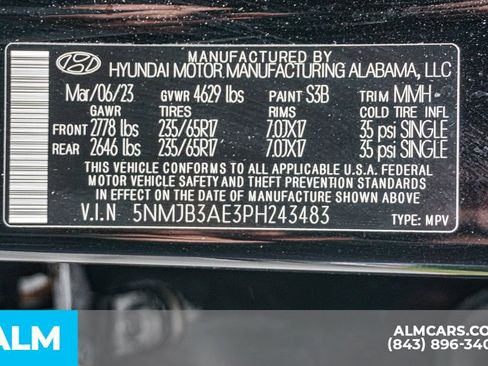 MANUFACTURED BY
HYUNDAI MOTOR MANUFACTURING ALABAMA, LLC
Mar/06/23 GVWR 4629 lbs PAINT S3B TRIM MMH
GAWR TIRES RIMS COLD TIRE INFL
FRONT 2778 lbs 235/65R17 7.0JX17 35 psi SINGLE
REAR 2646 lbs 235/65R17 7.0JX17 35 psi SINGLE
THIS VEHICLE CONFORMS TO ALL APPLICABLE U.S.A. FEDERAL
MOTOR VEHICLE SAFETY AND THEFT PREVENTION STANDARDS
IN EFFECT ON THE DATE OF MANUFACTURE SHOWN ABOVE
V.I.N 5NMJB3AE3PH243483 TYPE: MPV
ALM
ALMCARS.COM
(843) 896-340